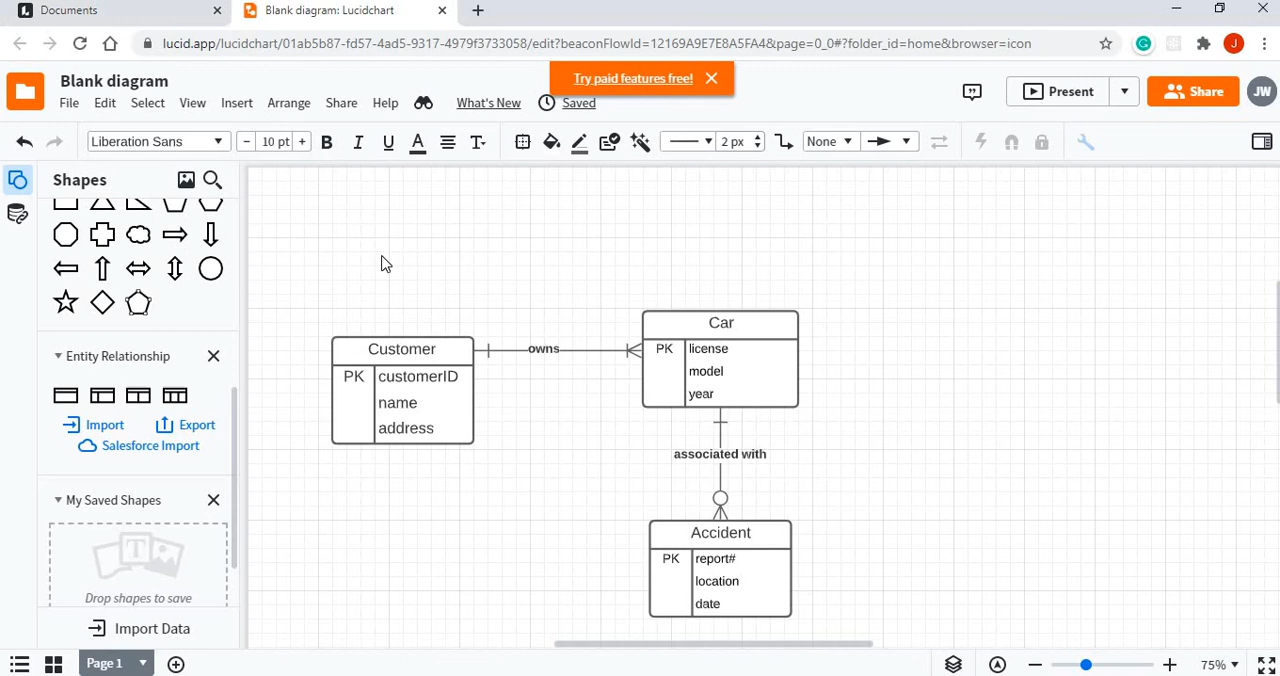 Documents
Blank diagram: Lucidchart
lucid.app/lucidchart/01ab5b87-fd57-4ad5-9317-4979f3733058/edit?beaconFlowId=12169A9E7E8A5FA4&page=0_0#?folder_id=home&browser=icon
J
Blank diagram
Try paid features free!
File Edit Select View Insert Arrange Share Help What's New Saved
Present
Share
JW
Liberation Sans
10 pt
B I U A T
2 px
None
Shapes
Entity Relationship
Import
Export
Salesforce Import
My Saved Shapes
T
Drop shapes to save
Import Data
Customer
PK customerID
name
address
owns
Car
PK license
model
year
associated with
Accident
PK report#
location
date
Page 1
75%